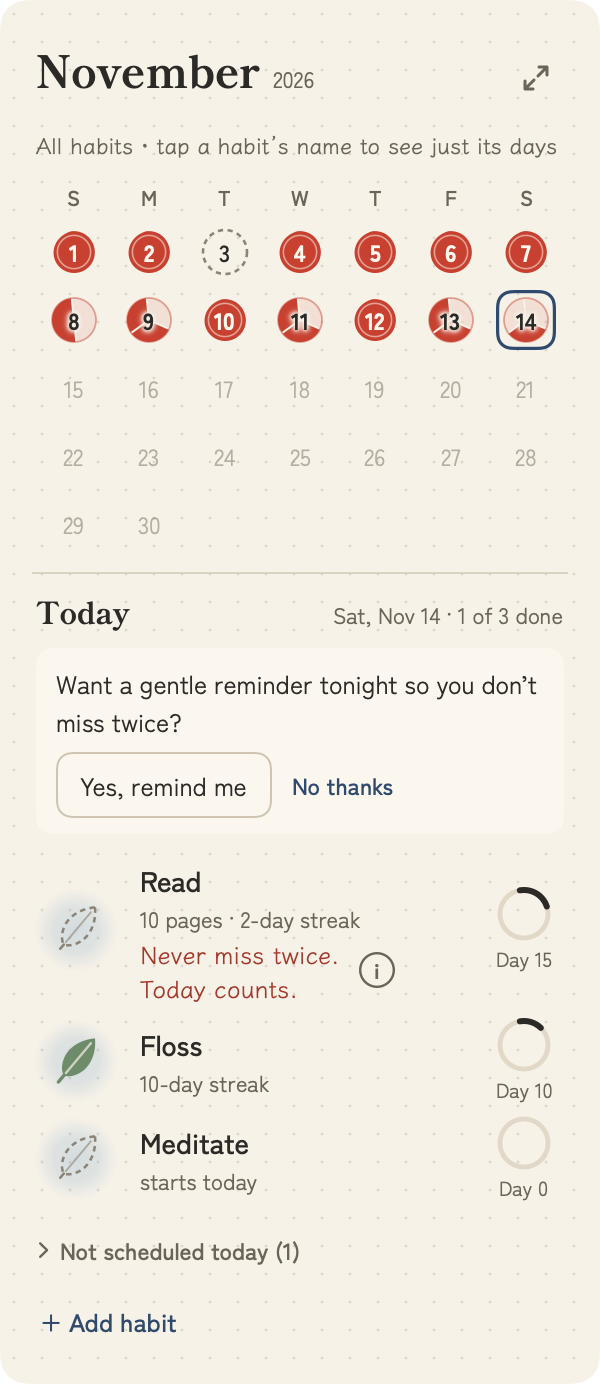 November 2026
All habits · tap a habit’s name to see just its days
S M T W T F S
1 2 3 4 5 6 7
8 9 10 11 12 13 14
15 16 17 18 19 20 21
22 23 24 25 26 27 28
29 30
Today Sat, Nov 14 · 1 of 3 done
Want a gentle reminder tonight so you don’t
miss twice?
Yes, remind me No thanks
Read
10 pages · 2-day streak
Never miss twice.
Today counts.
i
Day 15
Floss
10-day streak
Day 10
Meditate
starts today
Day 0
Not scheduled today (1)
+ Add habit